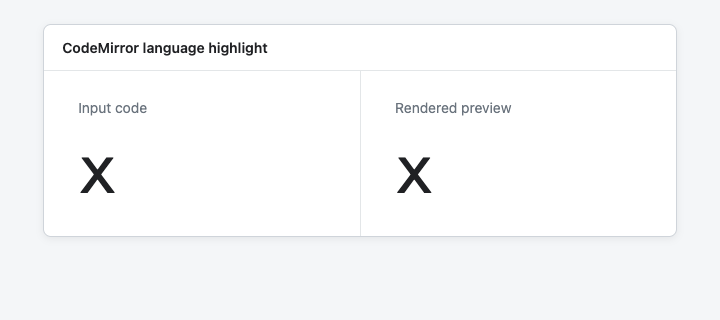 CodeMirror language highlight
Input code
Rendered preview
x
x